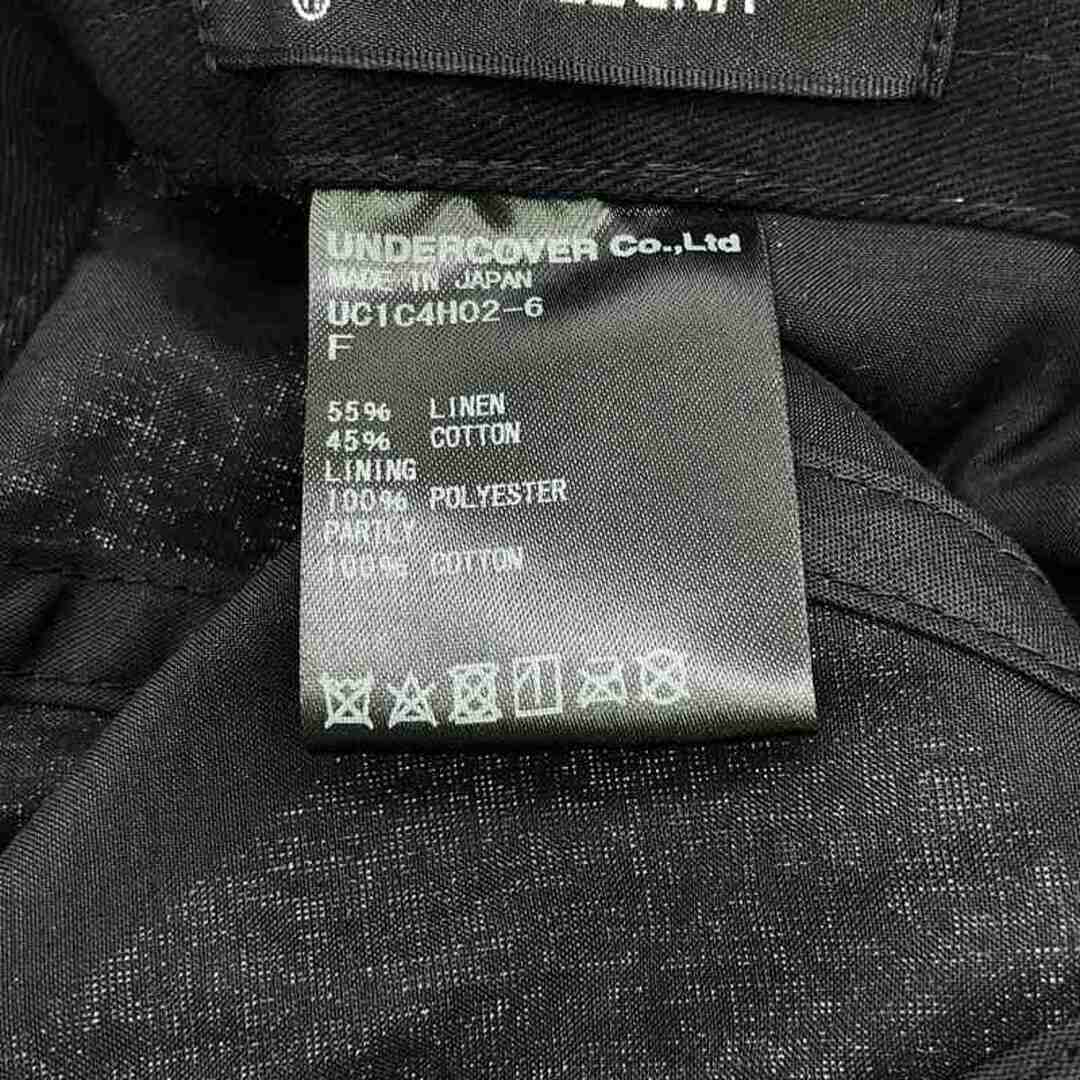 UNDERCOVER Co.,Ltd
MADE IN JAPAN
UC1C4H02-6
F
55% LINEN
45% COTTON
LINING
100% POLYESTER
PARTLY
100% COTTON